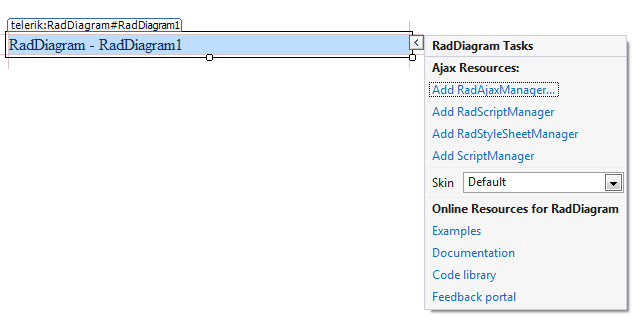 telerik:RadDiagram#RadDiagram1
RadDiagram - RadDiagram1
RadDiagram Tasks
Ajax Resources:
Add RadAjaxManager...
Add RadScriptManager
Add RadStyleSheetManager
Add ScriptManager
Skin Default
Online Resources for RadDiagram
Examples
Documentation
Code library
Feedback portal